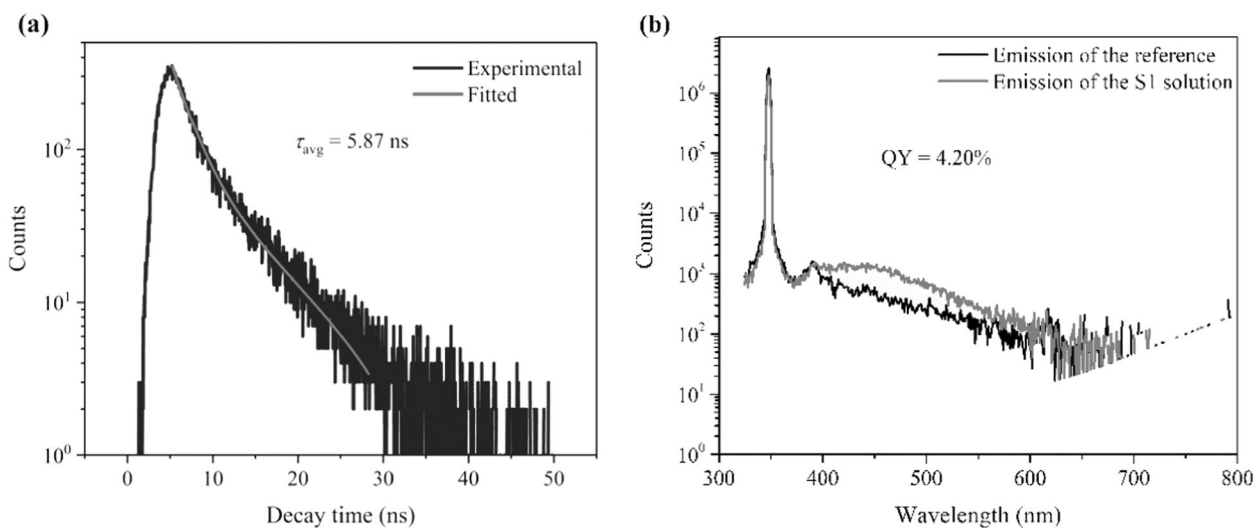 (a)
Experimental
Fitted
τavg = 5.87 ns
Counts
10²
10¹
10⁰
0
10
20
30
40
50
Decay time (ns)
(b)
Emission of the reference
Emission of the S1 solution
QY = 4.20%
Counts
10⁶
10⁵
10⁴
10³
10²
10¹
10⁰
300
400
500
600
700
800
Wavelength (nm)